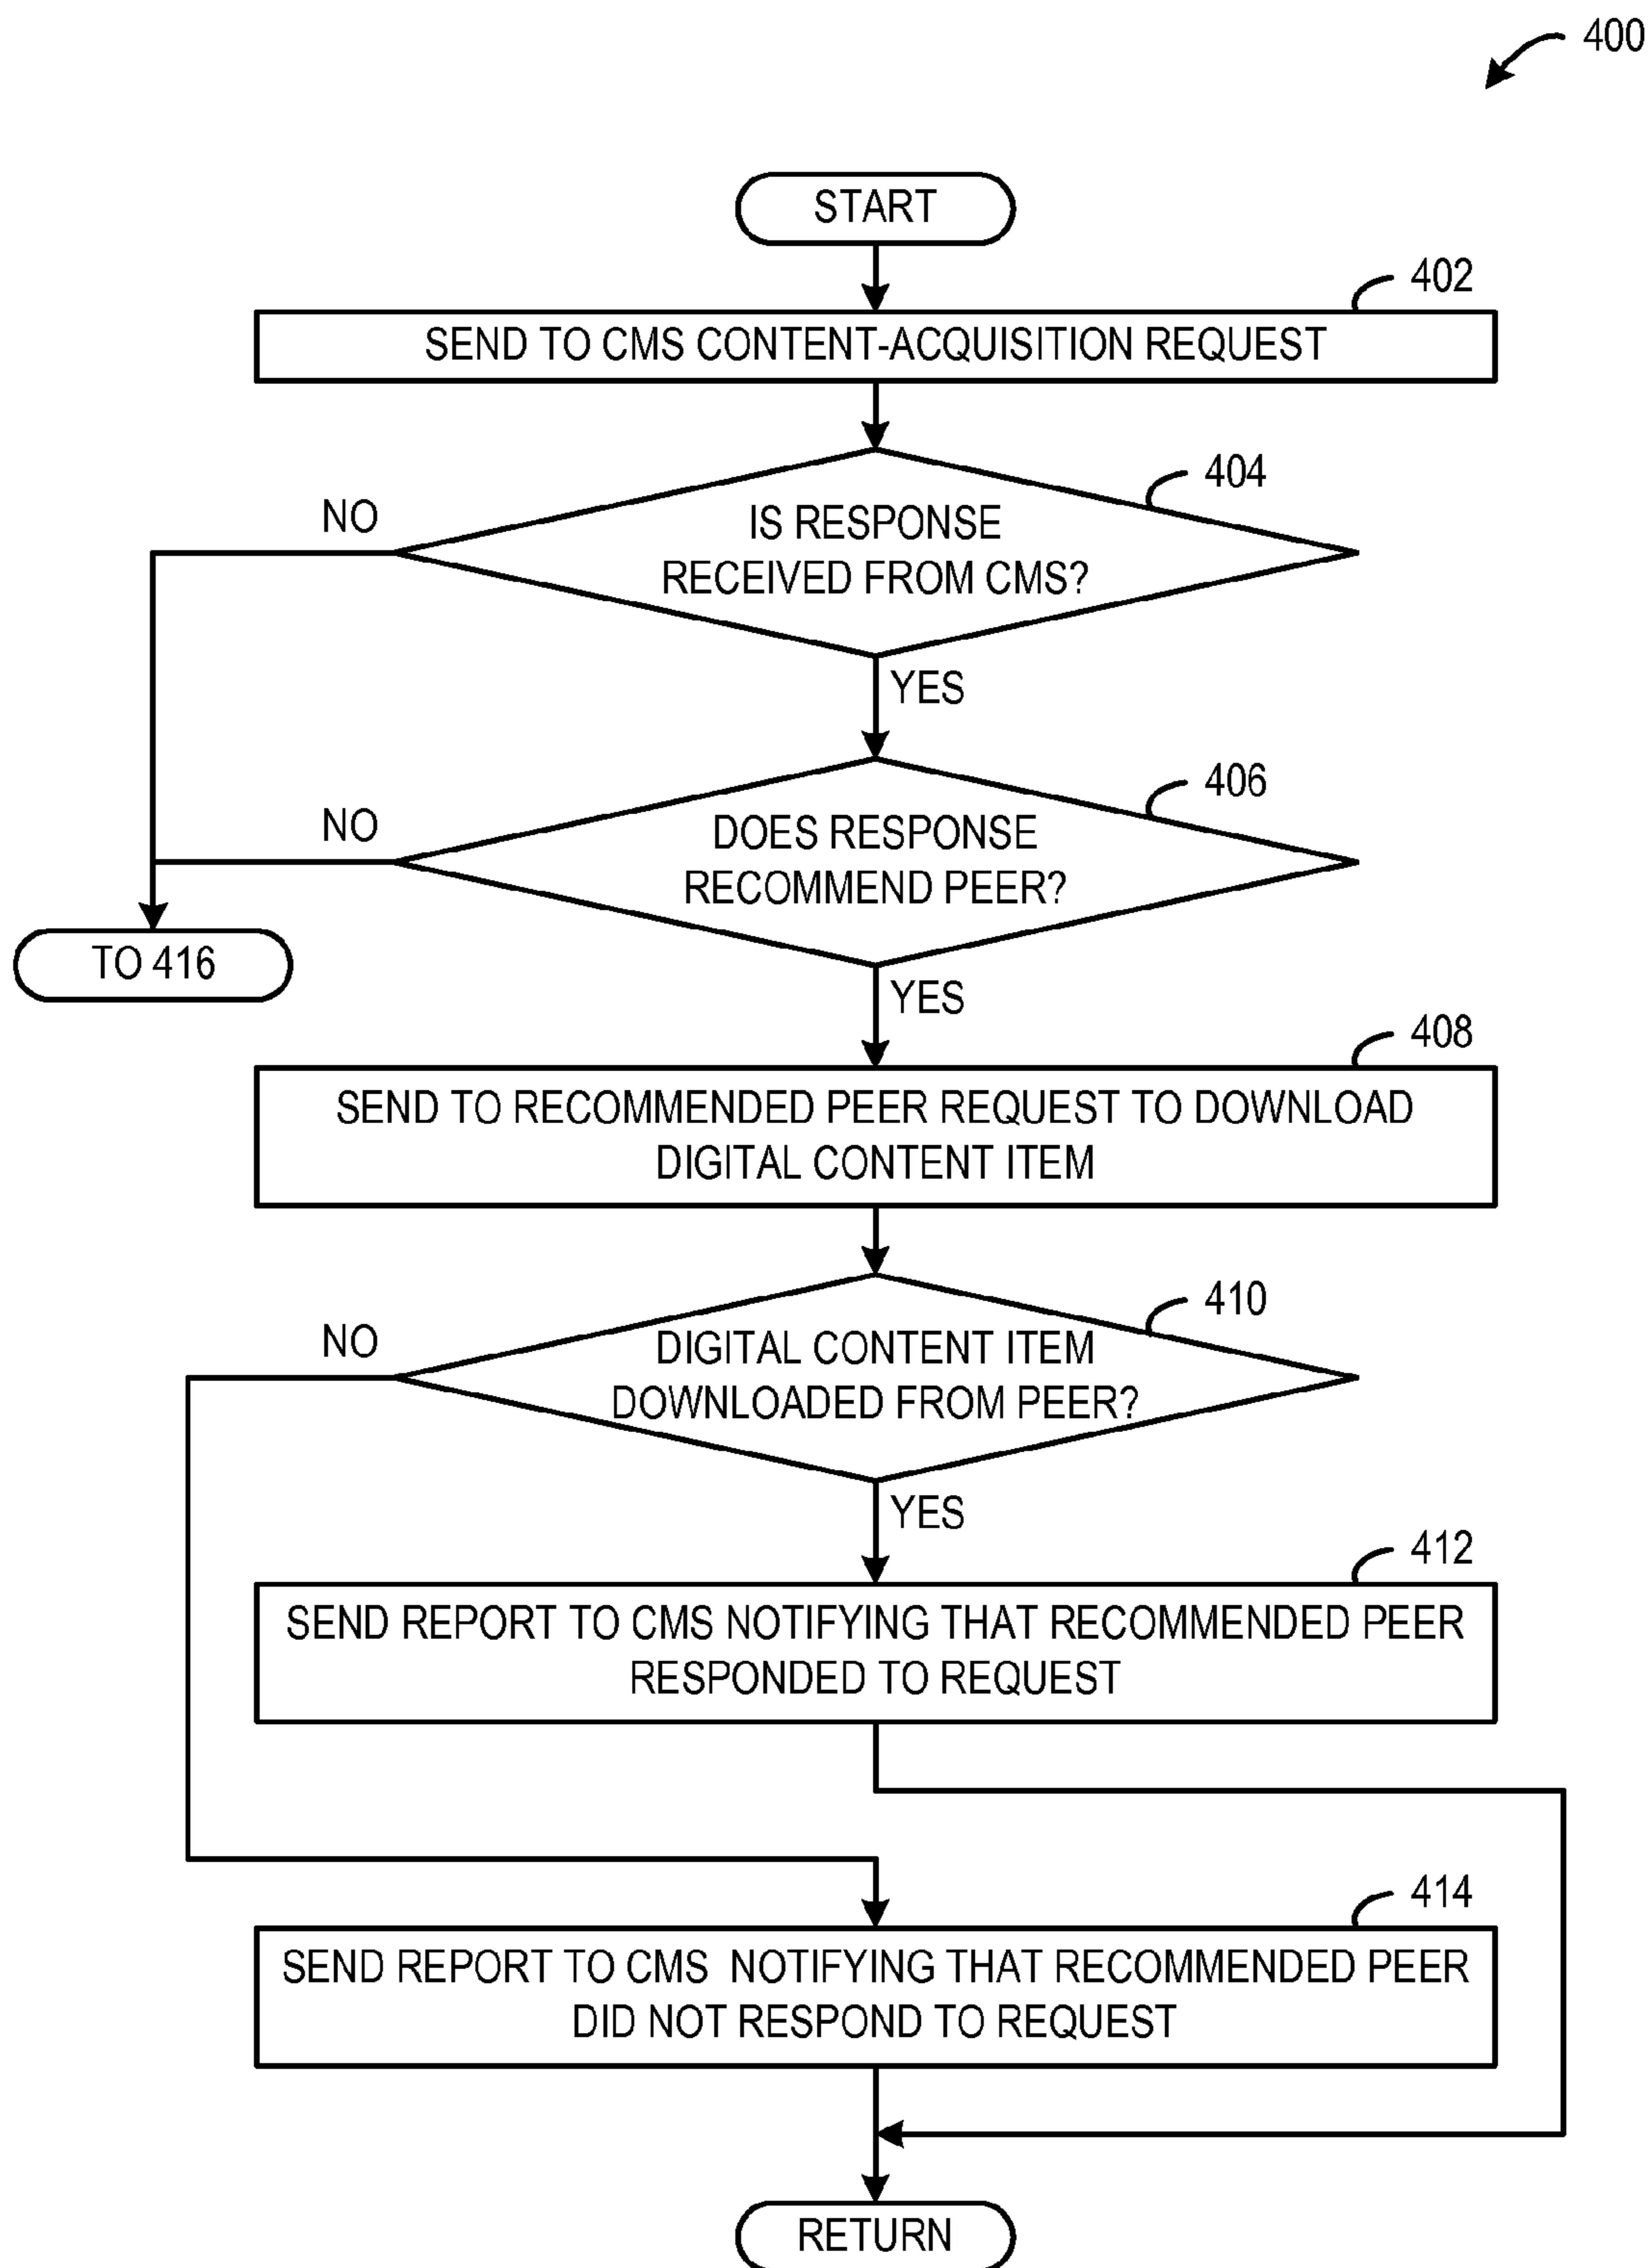 400
START
402
SEND TO CMS CONTENT-ACQUISITION REQUEST
404
NO
IS RESPONSE
RECEIVED FROM CMS?
YES
406
NO
DOES RESPONSE
RECOMMEND PEER?
TO 416
YES
408
SEND TO RECOMMENDED PEER REQUEST TO DOWNLOAD
DIGITAL CONTENT ITEM
410
NO
DIGITAL CONTENT ITEM
DOWNLOADED FROM PEER?
YES
412
SEND REPORT TO CMS NOTIFYING THAT RECOMMENDED PEER
RESPONDED TO REQUEST
414
SEND REPORT TO CMS NOTIFYING THAT RECOMMENDED PEER
DID NOT RESPOND TO REQUEST
RETURN